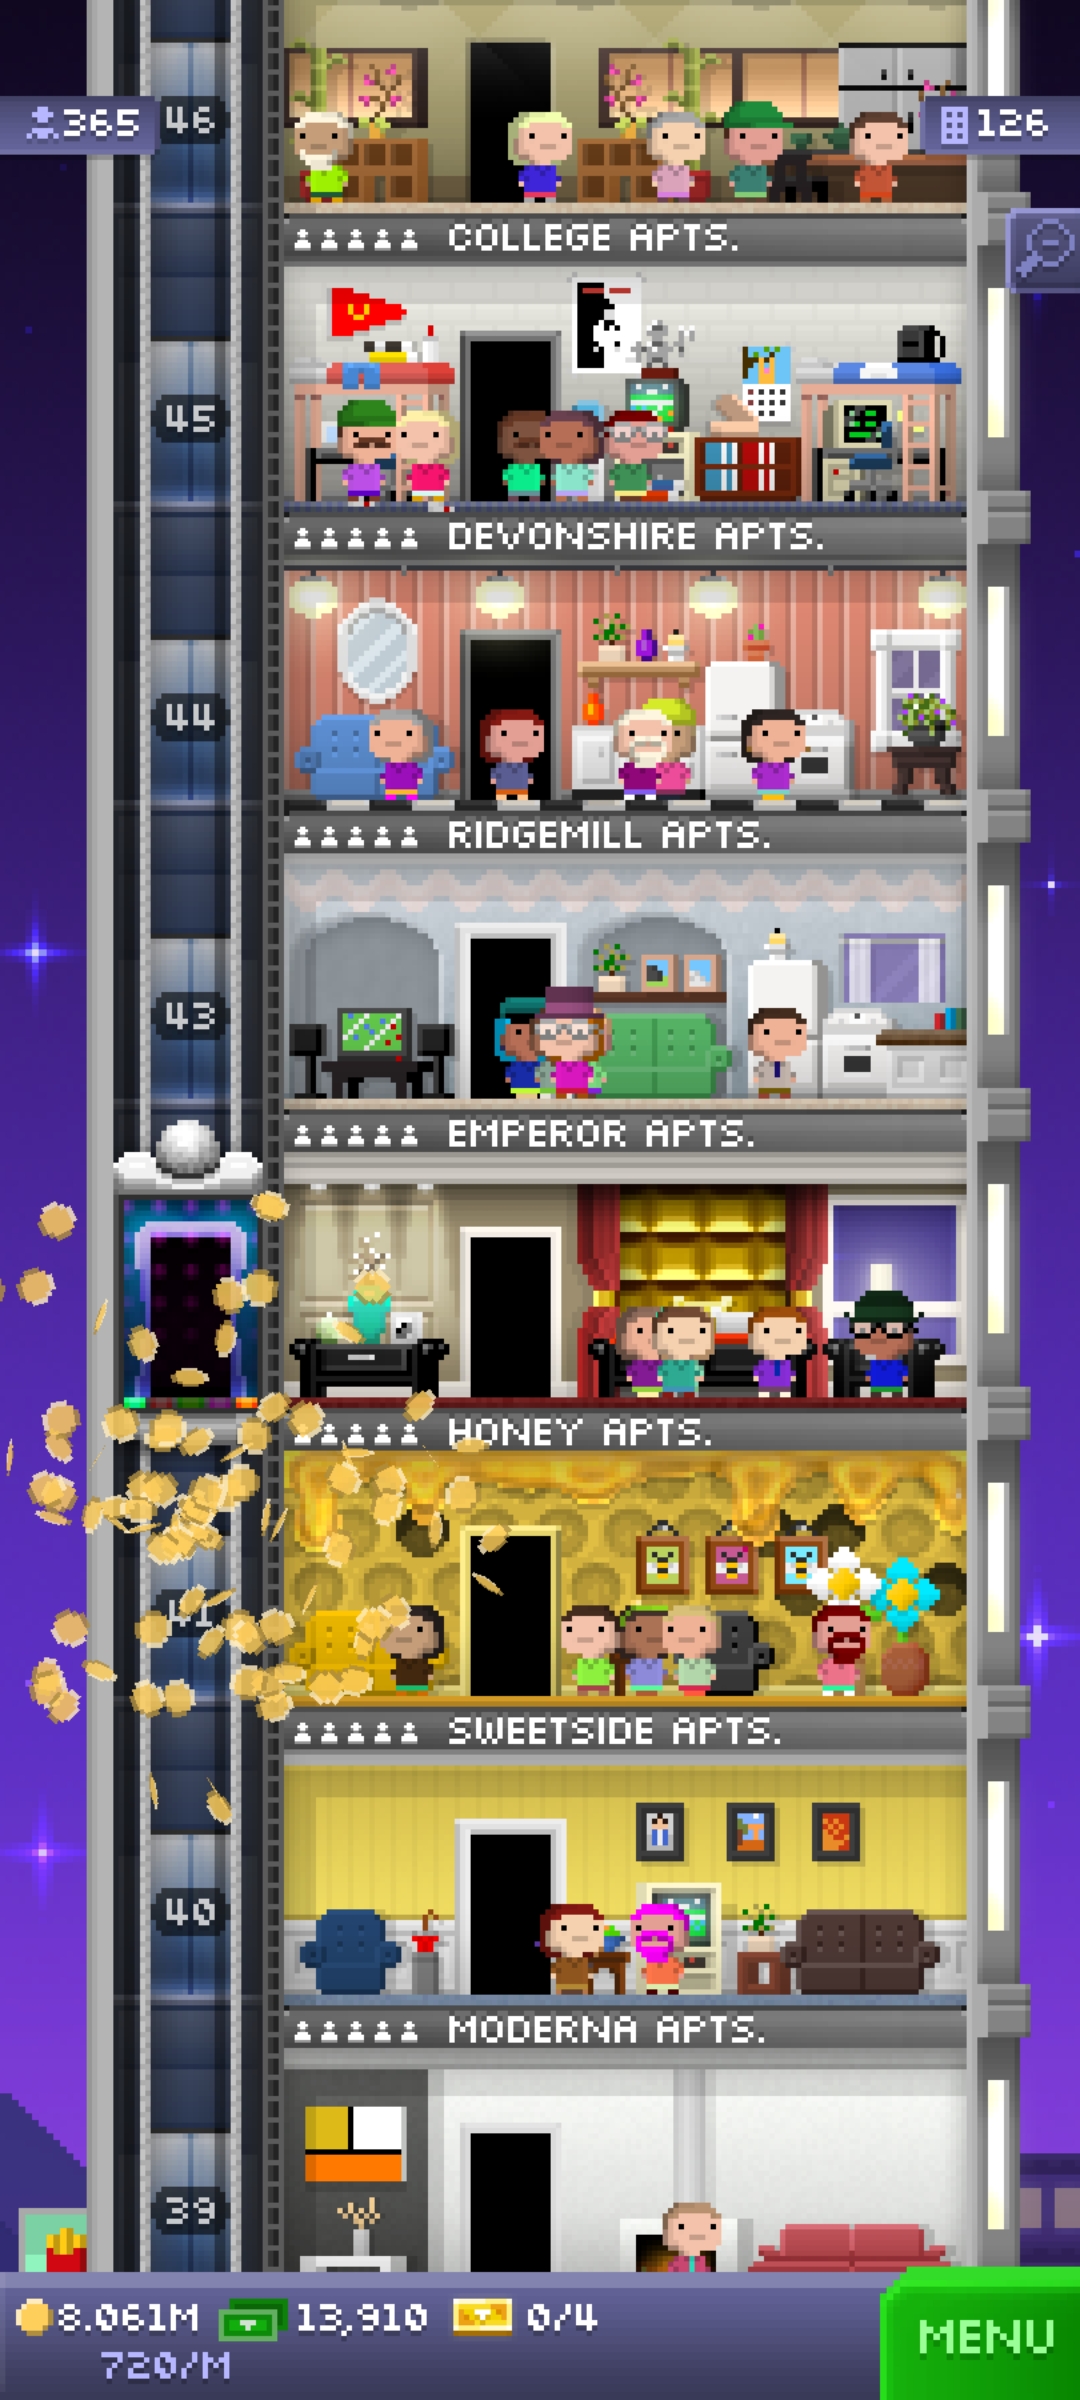 365
46
126
COLLEGE APTS.
45
DEVONSHIRE APTS.
44
RIDGEMILL APTS.
43
EMPEROR APTS.
HONEY APTS.
41
SWEETSIDE APTS.
40
MODERNA APTS.
39
8.061M
13,910
0/4
720/M
MENU